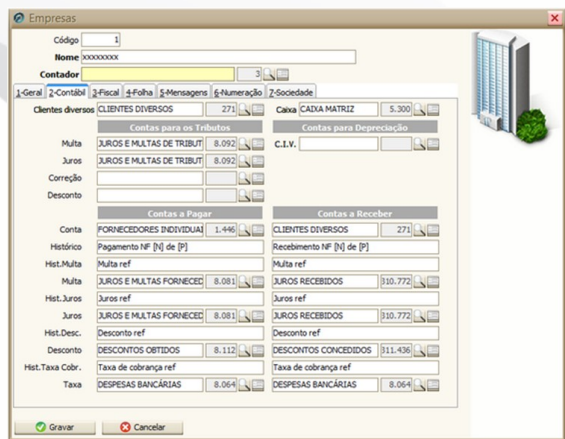 Empresas
Código 1
Nome xxxxxxxx
Contador 3
1-Geral 2-Contábil 3-Fiscal 4-Folha 5-Mensagens 6-Numeração 7-Sociedade
Clientes diversos CLIENTES DIVERSOS 271 Caixa CAIXA MATRIZ 5.300
Contas para os Tributos Contas para Depreciação
Multa JUROS E MULTAS DE TRIBUT 8.092 C.I.V.
Juros JUROS E MULTAS DE TRIBUT 8.092
Correção
Desconto
Contas a Pagar Contas a Receber
Conta FORNECEDORES INDIVIDUAI 1.446 CLIENTES DIVERSOS 271
Histórico Pagamento NF [N] de [P] Recebimento NF [N] de [P]
Hist.Multa Multa ref Multa ref
Multa JUROS E MULTAS FORNECED 8.081 JUROS RECEBIDOS 310.772
Hist.Juros Juros ref Juros ref
Juros JUROS E MULTAS FORNECED 8.081 JUROS RECEBIDOS 310.772
Hist.Desc. Desconto ref Desconto ref
Desconto DESCONTOS OBTIDOS 8.112 DESCONTOS CONCEDIDOS 311.436
Hist.Taxa Cobr. Taxa de cobrança ref Taxa de cobrança ref
Taxa DESPESAS BANCÁRIAS 8.064 DESPESAS BANCÁRIAS 8.064
Gravar Cancelar